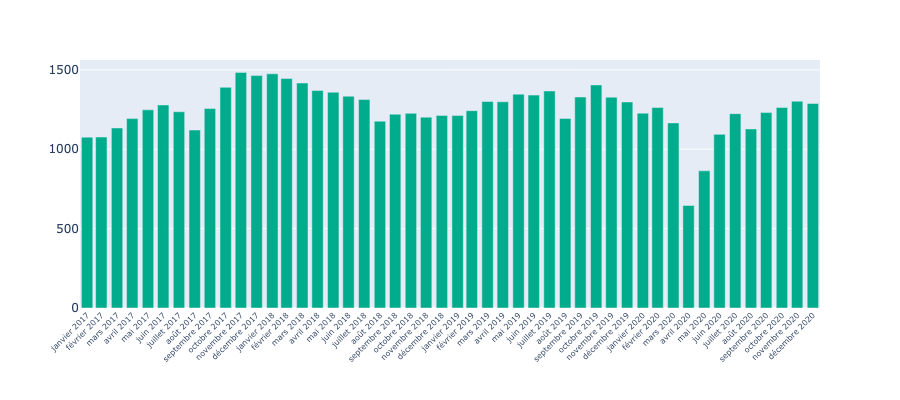 1500
1000
500
0
janvier 2017
février 2017
mars 2017
avril 2017
mai 2017
juin 2017
juillet 2017
août 2017
septembre 2017
octobre 2017
novembre 2017
décembre 2017
janvier 2018
février 2018
mars 2018
avril 2018
mai 2018
juin 2018
juillet 2018
août 2018
septembre 2018
octobre 2018
novembre 2018
décembre 2018
janvier 2019
février 2019
mars 2019
avril 2019
mai 2019
juin 2019
juillet 2019
août 2019
septembre 2019
octobre 2019
novembre 2019
décembre 2019
janvier 2020
février 2020
mars 2020
avril 2020
mai 2020
juin 2020
juillet 2020
août 2020
septembre 2020
octobre 2020
novembre 2020
décembre 2020